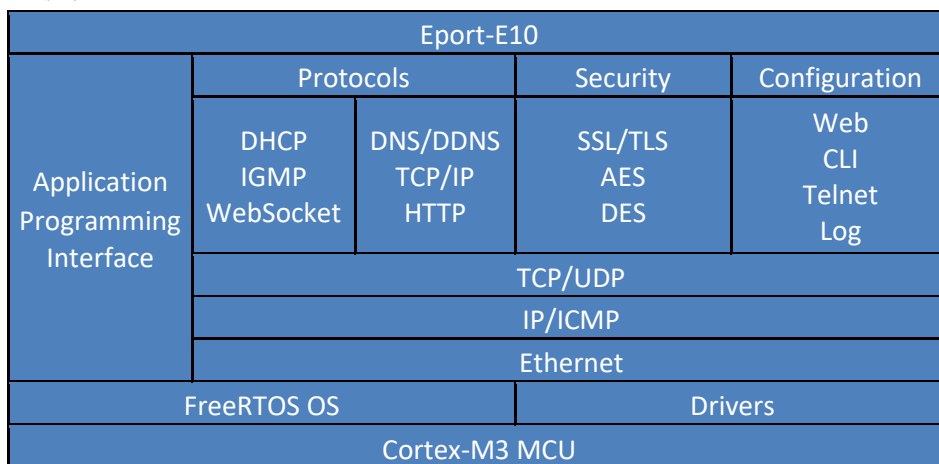 Eport-E10
Protocols
Security
Configuration
Application
Programming
Interface
DHCP
IGMP
WebSocket
DNS/DDNS
TCP/IP
HTTP
SSL/TLS
AES
DES
Web
CLI
Telnet
Log
TCP/UDP
IP/ICMP
Ethernet
FreeRTOS OS
Drivers
Cortex-M3 MCU